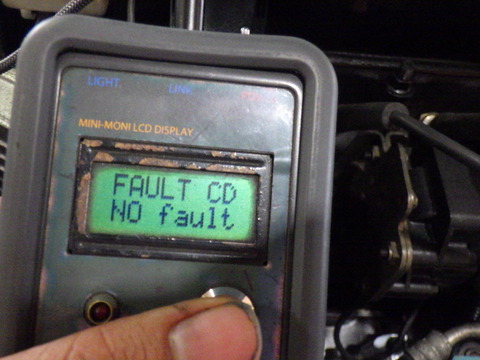 LIGHT LINK
MINI-MONI LCD DISPLAY
FAULT CD
NO fault